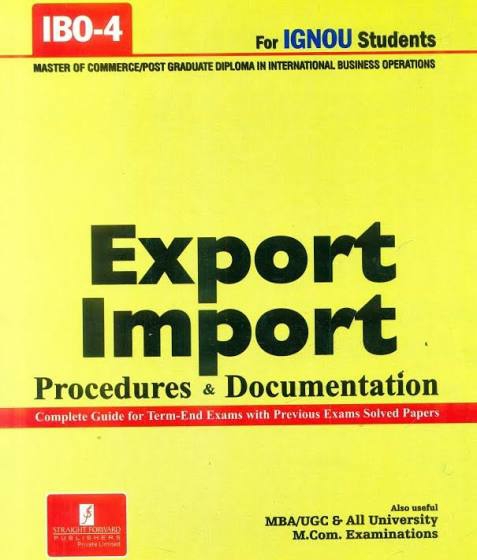 IBO-4
For IGNOU Students
MASTER OF COMMERCE/POST GRADUATE DIPLOMA IN INTERNATIONAL BUSINESS OPERATIONS
Export
Import
Procedures & Documentation
Complete Guide for Term-End Exams with Previous Exams Solved Papers
STRAIGHT FORWARD
PUBLISHERS
Private Limited
Also useful
MBA/UGC & All University
M.Com. Examinations